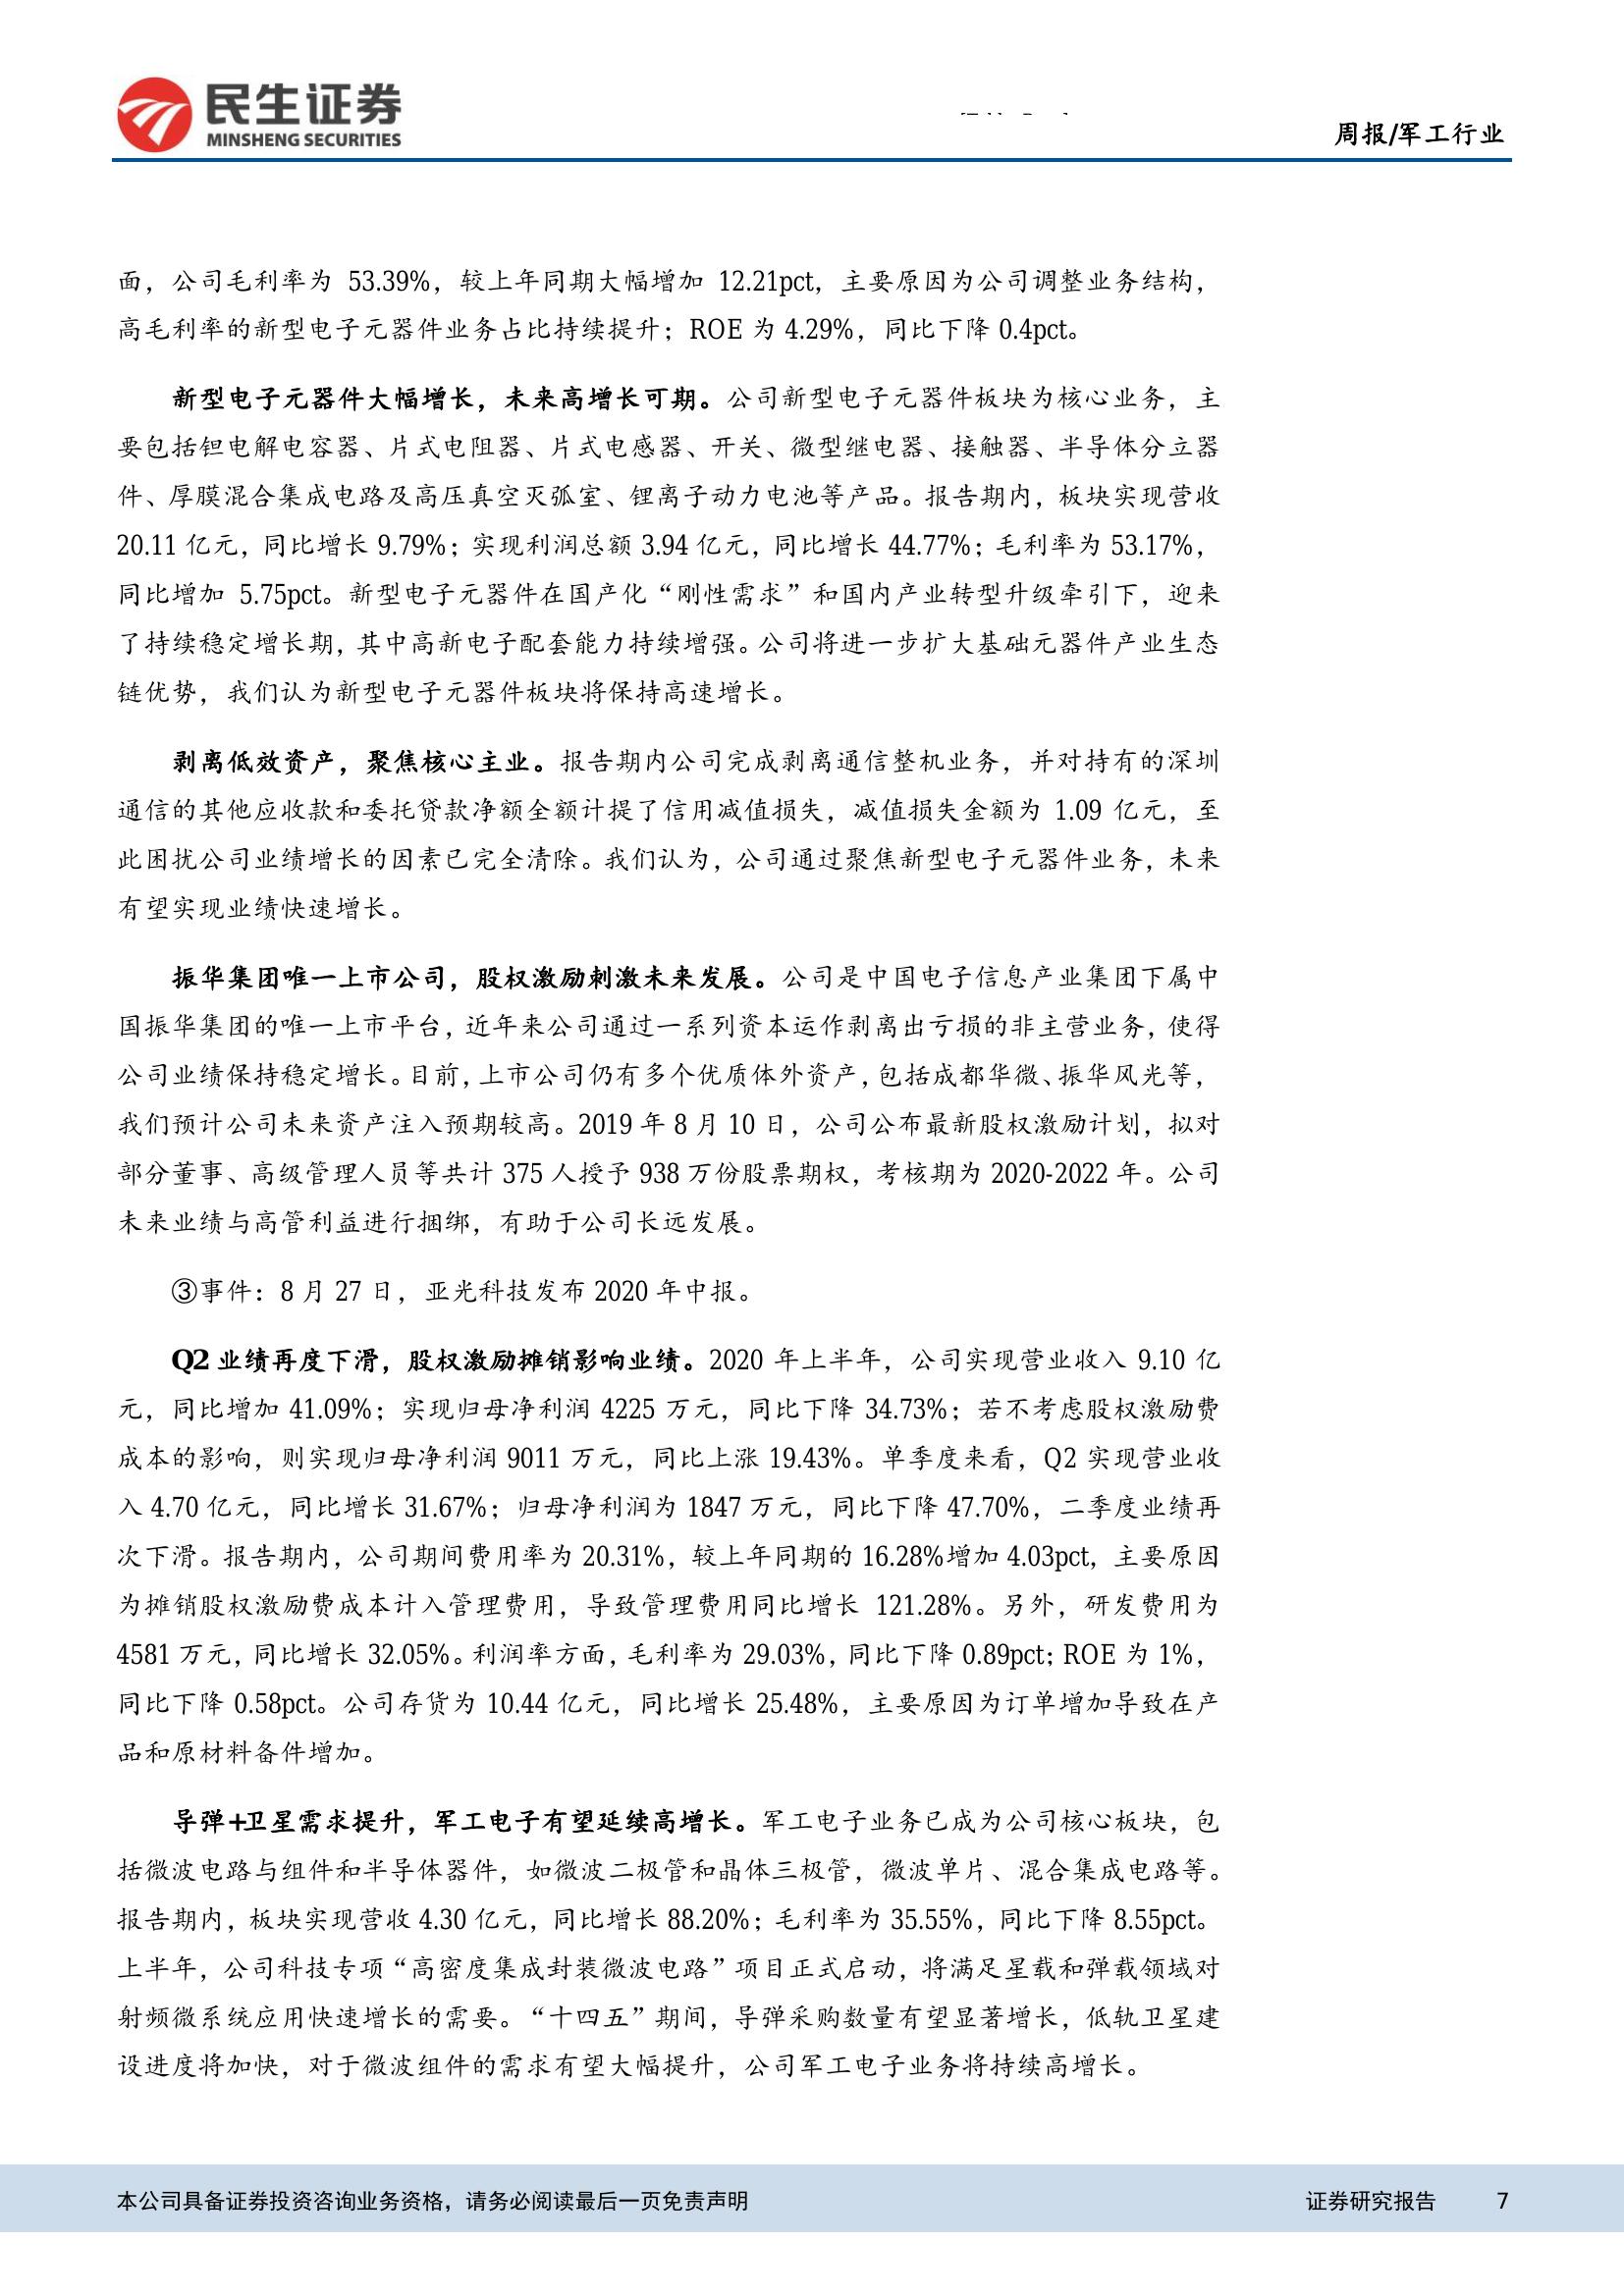 民生证券
MINSHENG SECURITIES
周报/军工行业
面，公司毛利率为 53.39%，较上年同期大幅增加 12.21pct，主要原因为公司调整业务结构，
高毛利率的新型电子元器件业务占比持续提升；ROE 为 4.29%，同比下降 0.4pct。
新型电子元器件大幅增长，未来高增长可期。公司新型电子元器件板块为核心业务，主
要包括钽电解电容器、片式电阻器、片式电感器、开关、微型继电器、接触器、半导体分立器
件、厚膜混合集成电路及高压真空灭弧室、锂离子动力电池等产品。报告期内，板块实现营收
20.11 亿元，同比增长 9.79%；实现利润总额 3.94 亿元，同比增长 44.77%；毛利率为 53.17%，
同比增加 5.75pct。新型电子元器件在国产化“刚性需求”和国内产业转型升级牵引下，迎来
了持续稳定增长期，其中高新电子配套能力持续增强。公司将进一步扩大基础元器件产业生态
链优势，我们认为新型电子元器件板块将保持高速增长。
剥离低效资产，聚焦核心主业。报告期内公司完成剥离通信整机业务，并对持有的深圳
通信的其他应收款和委托贷款净额全额计提了信用减值损失，减值损失金额为 1.09 亿元，至
此困扰公司业绩增长的因素已完全清除。我们认为，公司通过聚焦新型电子元器件业务，未来
有望实现业绩快速增长。
振华集团唯一上市公司，股权激励刺激未来发展。公司是中国电子信息产业集团下属中
国振华集团的唯一上市平台，近年来公司通过一系列资本运作剥离出亏损的非主营业务，使得
公司业绩保持稳定增长。目前，上市公司仍有多个优质体外资产，包括成都华微、振华风光等，
我们预计公司未来资产注入预期较高。2019 年 8 月 10 日，公司公布最新股权激励计划，拟对
部分董事、高级管理人员等共计 375 人授予 938 万份股票期权，考核期为 2020-2022 年。公司
未来业绩与高管利益进行捆绑，有助于公司长远发展。
③事件：8 月 27 日，亚光科技发布 2020 年中报。
Q2 业绩再度下滑，股权激励摊销影响业绩。2020 年上半年，公司实现营业收入 9.10 亿
元，同比增加 41.09%；实现归母净利润 4225 万元，同比下降 34.73%；若不考虑股权激励费
成本的影响，则实现归母净利润 9011 万元，同比上涨 19.43%。单季度来看，Q2 实现营业收
入 4.70 亿元，同比增长 31.67%；归母净利润为 1847 万元，同比下降 47.70%，二季度业绩再
次下滑。报告期内，公司期间费用率为 20.31%，较上年同期的 16.28%增加 4.03pct，主要原因
为摊销股权激励费成本计入管理费用，导致管理费用同比增长 121.28%。另外，研发费用为
4581 万元，同比增长 32.05%。利润率方面，毛利率为 29.03%，同比下降 0.89pct；ROE 为 1%，
同比下降 0.58pct。公司存货为 10.44 亿元，同比增长 25.48%，主要原因为订单增加导致在产
品和原材料备件增加。
导弹+卫星需求提升，军工电子有望延续高增长。军工电子业务已成为公司核心板块，包
括微波电路与组件和半导体器件，如微波二极管和晶体三极管，微波单片、混合集成电路等。
报告期内，板块实现营收 4.30 亿元，同比增长 88.20%；毛利率为 35.55%，同比下降 8.55pct。
上半年，公司科技专项“高密度集成封装微波电路”项目正式启动，将满足星载和弹载领域对
射频微系统应用快速增长的需要。“十四五”期间，导弹采购数量有望显著增长，低轨卫星建
设进度将加快，对于微波组件的需求有望大幅提升，公司军工电子业务将持续高增长。
本公司具备证券投资咨询业务资格，请务必阅读最后一页免责声明
证券研究报告 7